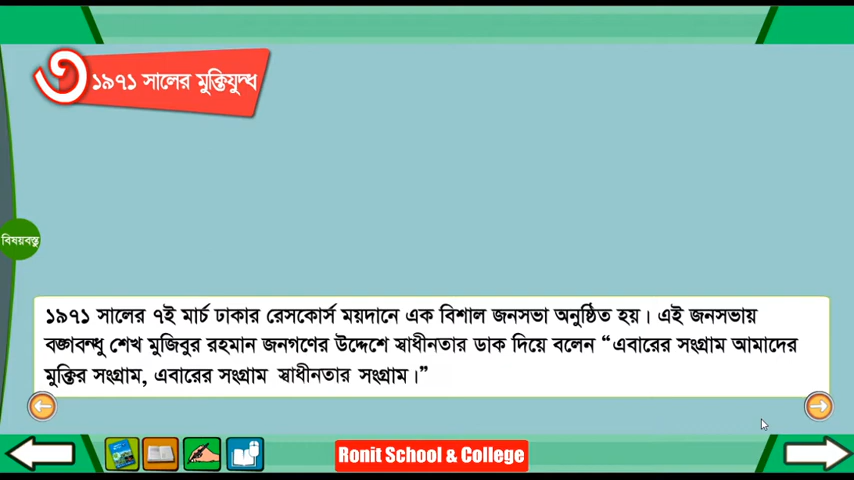 ৩
১৯৭১ সালের মুক্তিযুদ্ধ
বিষয়বস্তু
১৯৭১ সালের ৭ই মার্চ ঢাকার রেসকোর্স ময়দানে এক বিশাল জনসভা অনুষ্ঠিত হয়। এই জনসভায়
বঙ্গবন্ধু শেখ মুজিবুর রহমান জনগণের উদ্দেশে স্বাধীনতার ডাক দিয়ে বলেন “এবারের সংগ্রাম আমাদের
মুক্তির সংগ্রাম, এবারের সংগ্রাম স্বাধীনতার সংগ্রাম।”
Ronit School & College